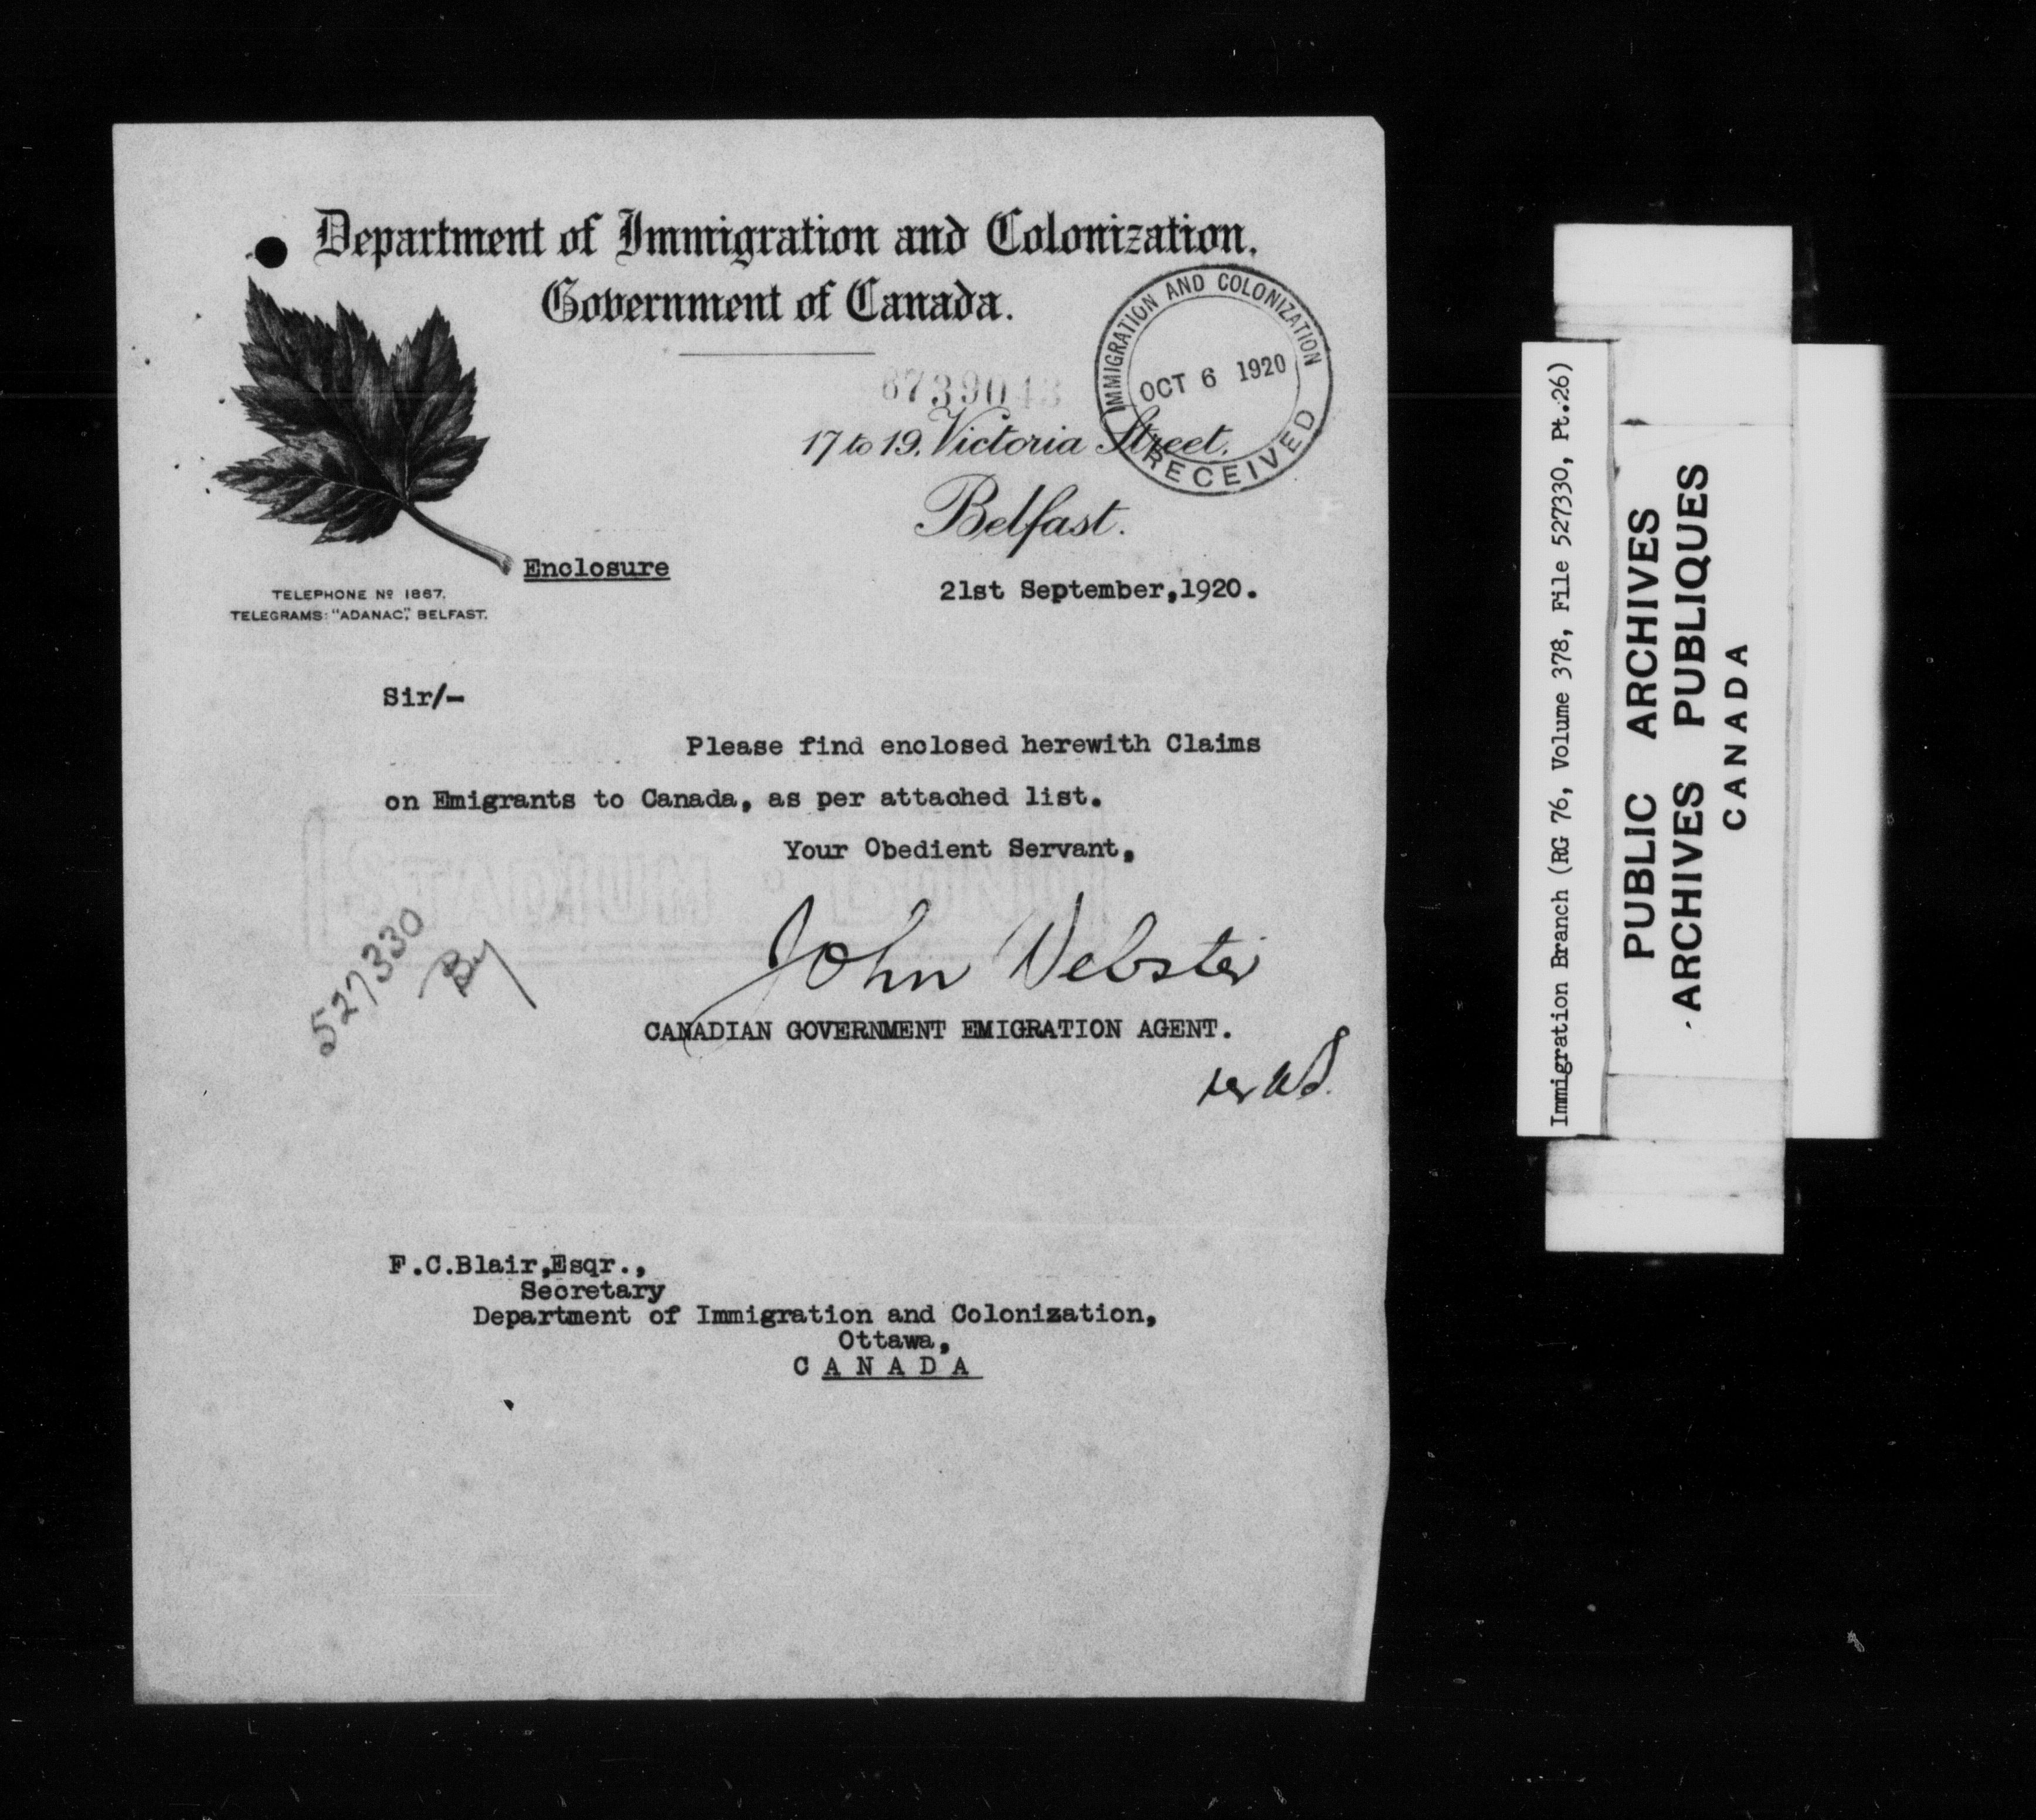 Department of Immigration and Colonization.
Government of Canada.
IMMIGRATION AND COLONIZATION
OCT 6 1920
RECEIVED
17 to 19, Victoria Street,
Belfast.
Enclosure
21st September,1920.
TELEPHONE Nº 1867.
TELEGRAMS: "ADANAC", BELFAST.
Sir/-
Please find enclosed herewith Claims
on Emigrants to Canada, as per attached list.
Your Obedient Servant,
527330
By
John Webster
CANADIAN GOVERNMENT EMIGRATION AGENT.
F.C.Blair,Esqr.,
Secretary
Department of Immigration and Colonization,
Ottawa,
C A N A D A
Immigration Branch (RG 76, Volume 378, File 527330, Pt.26)
PUBLIC ARCHIVES
ARCHIVES PUBLIQUES
CANADA